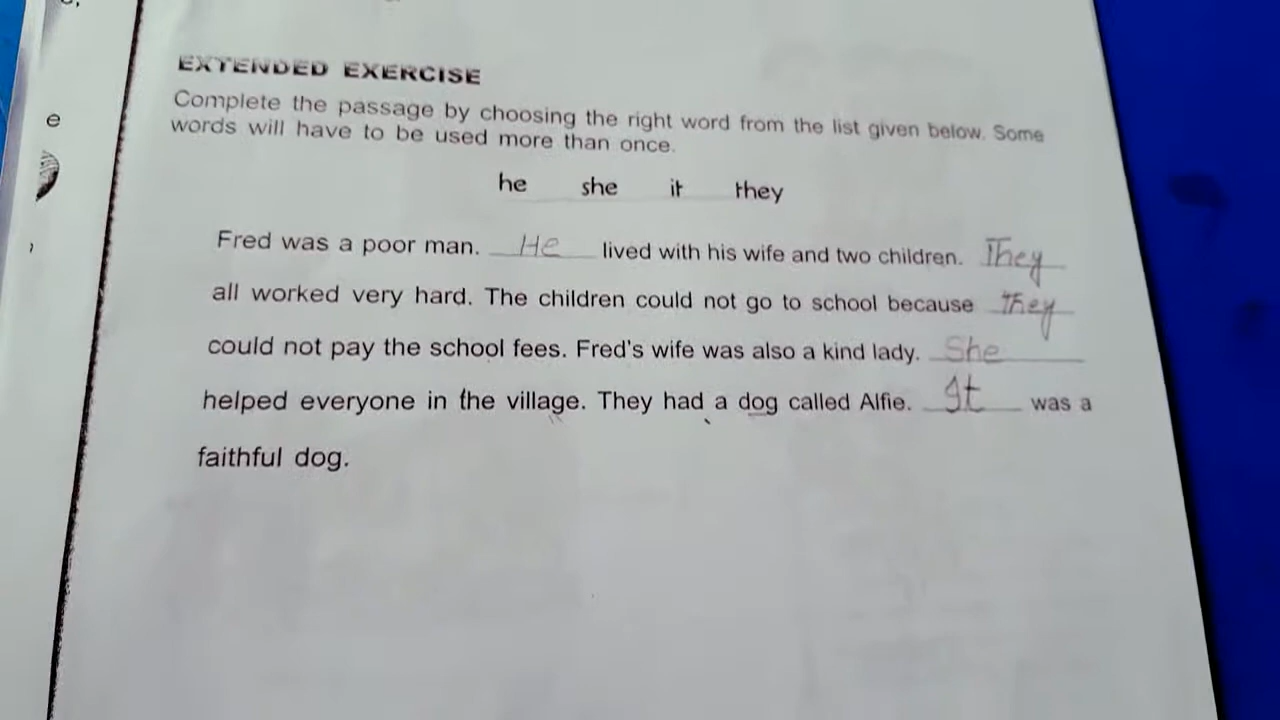 e
EXTENDED EXERCISE
Complete the passage by choosing the right word from the list given below. Some
words will have to be used more than once.
he she it they
Fred was a poor man. He lived with his wife and two children. They
all worked very hard. The children could not go to school because They
could not pay the school fees. Fred's wife was also a kind lady. She
helped everyone in the village. They had a dog called Alfie. It was a
faithful dog.